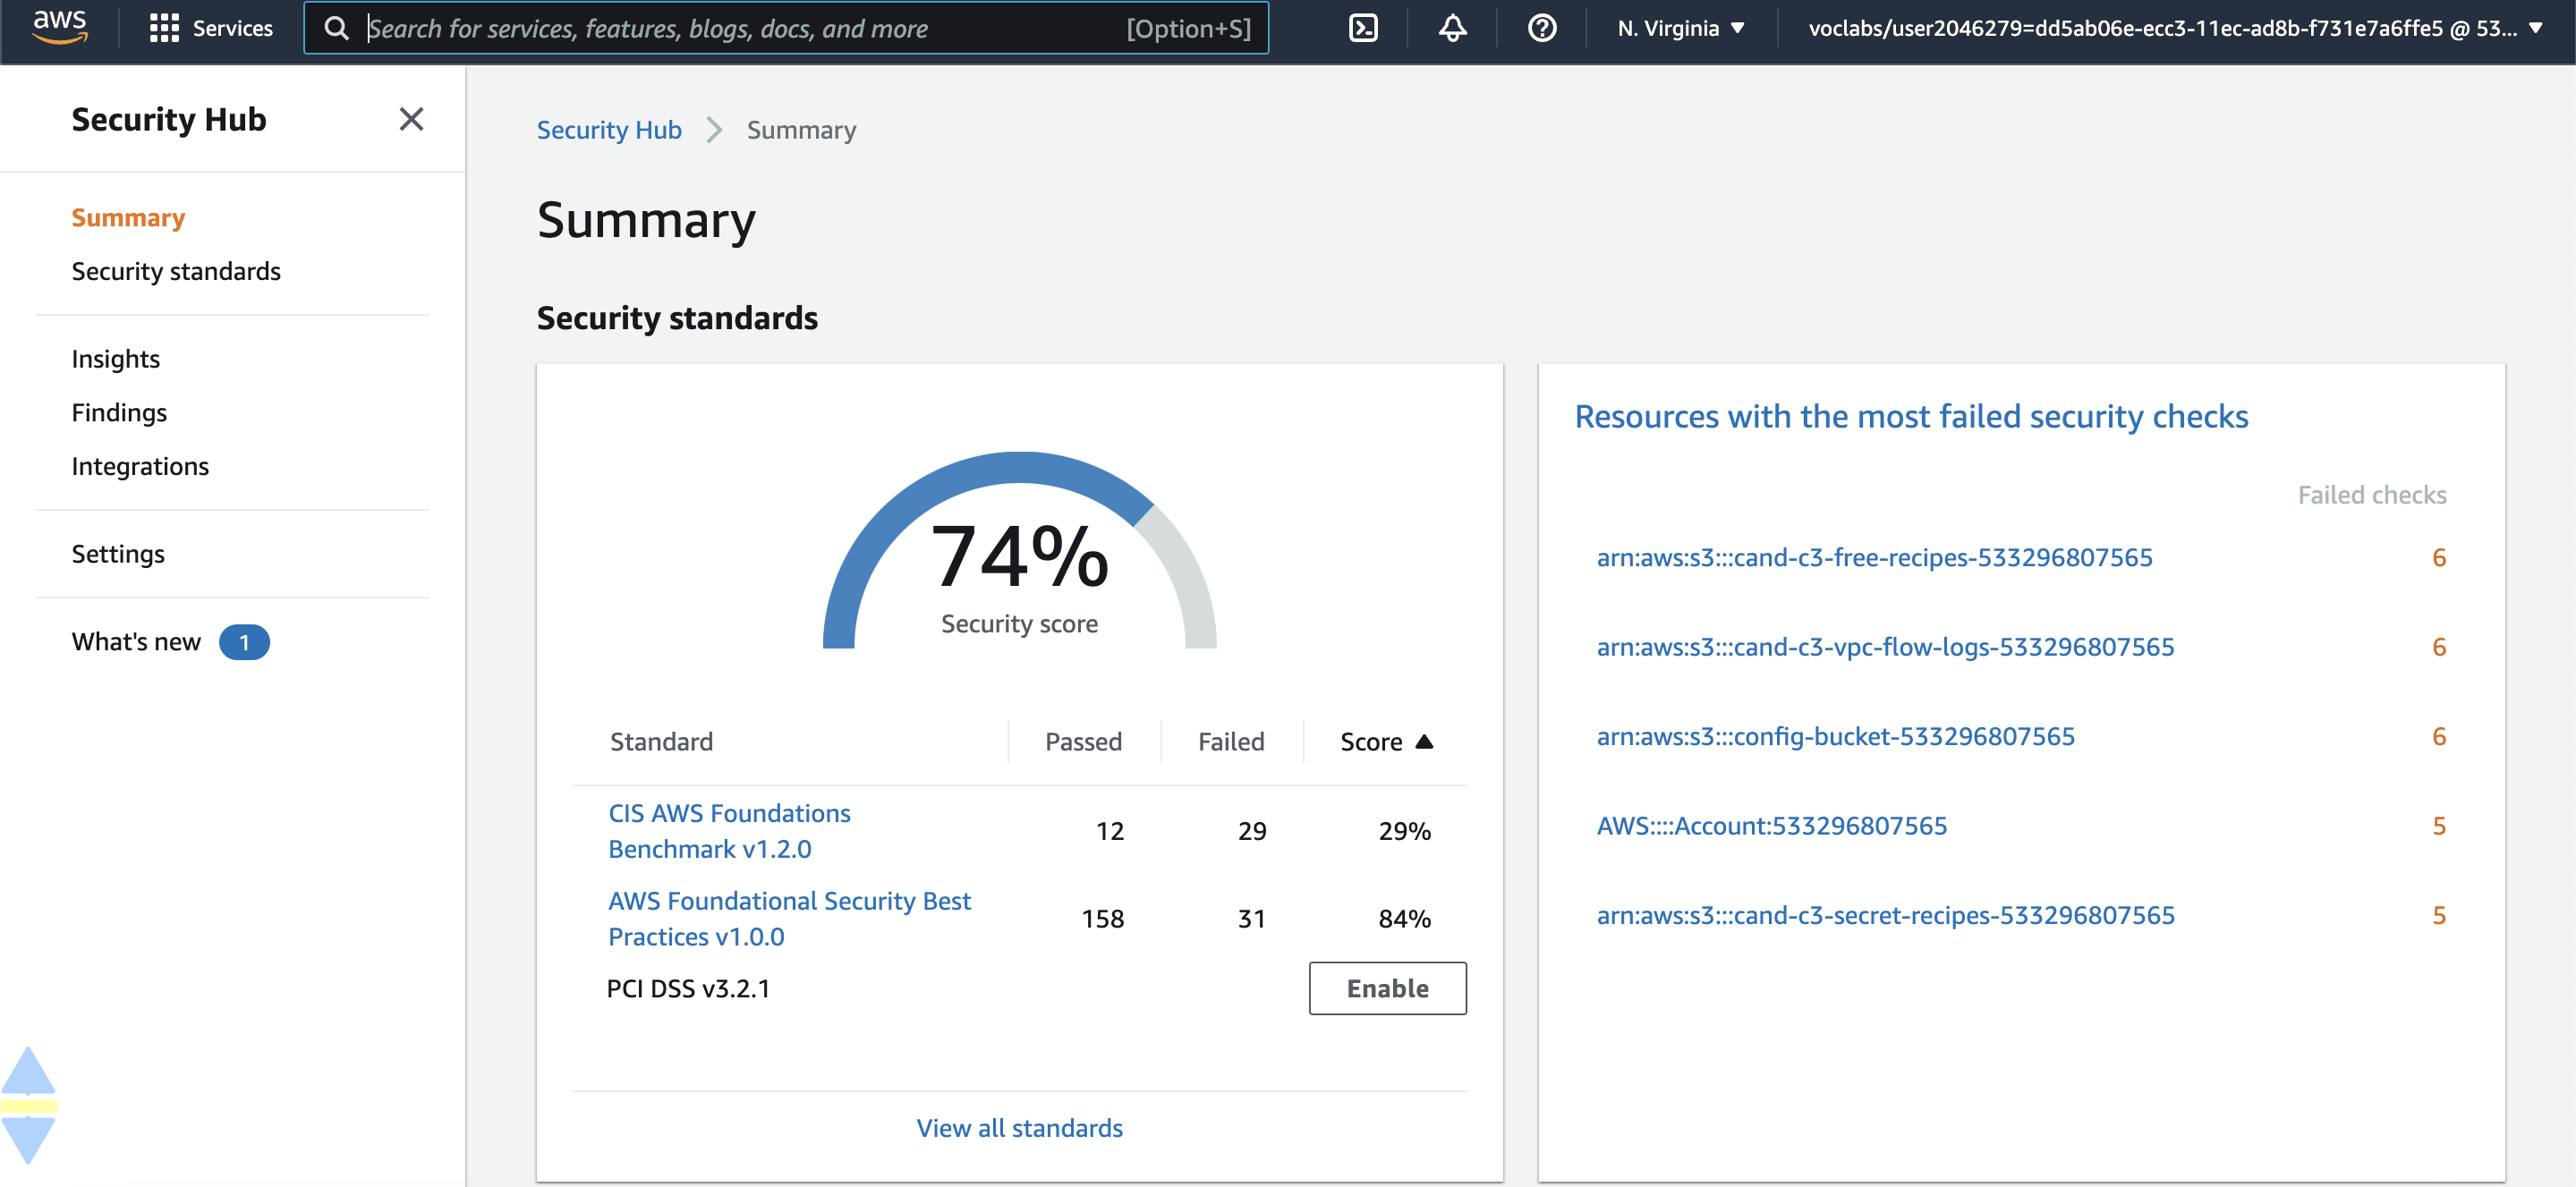 aws
Services
Search for services, features, blogs, docs, and more
[Option+S]
N. Virginia
voclabs/user2046279=dd5ab06e-ecc3-11ec-ad8b-f731e7a6ffe5 @ 53...
Security Hub
Summary
Security standards
Insights
Findings
Integrations
Settings
What's new 1
Security Hub Summary
Summary
Security standards
74%
Security score
Standard Passed Failed Score
CIS AWS Foundations
Benchmark v1.2.0
12 29 29%
AWS Foundational Security Best
Practices v1.0.0
158 31 84%
PCI DSS v3.2.1
Enable
View all standards
Resources with the most failed security checks
Failed checks
arn:aws:s3:::cand-c3-free-recipes-533296807565 6
arn:aws:s3:::cand-c3-vpc-flow-logs-533296807565 6
arn:aws:s3:::config-bucket-533296807565 6
AWS::::Account:533296807565 5
arn:aws:s3:::cand-c3-secret-recipes-533296807565 5